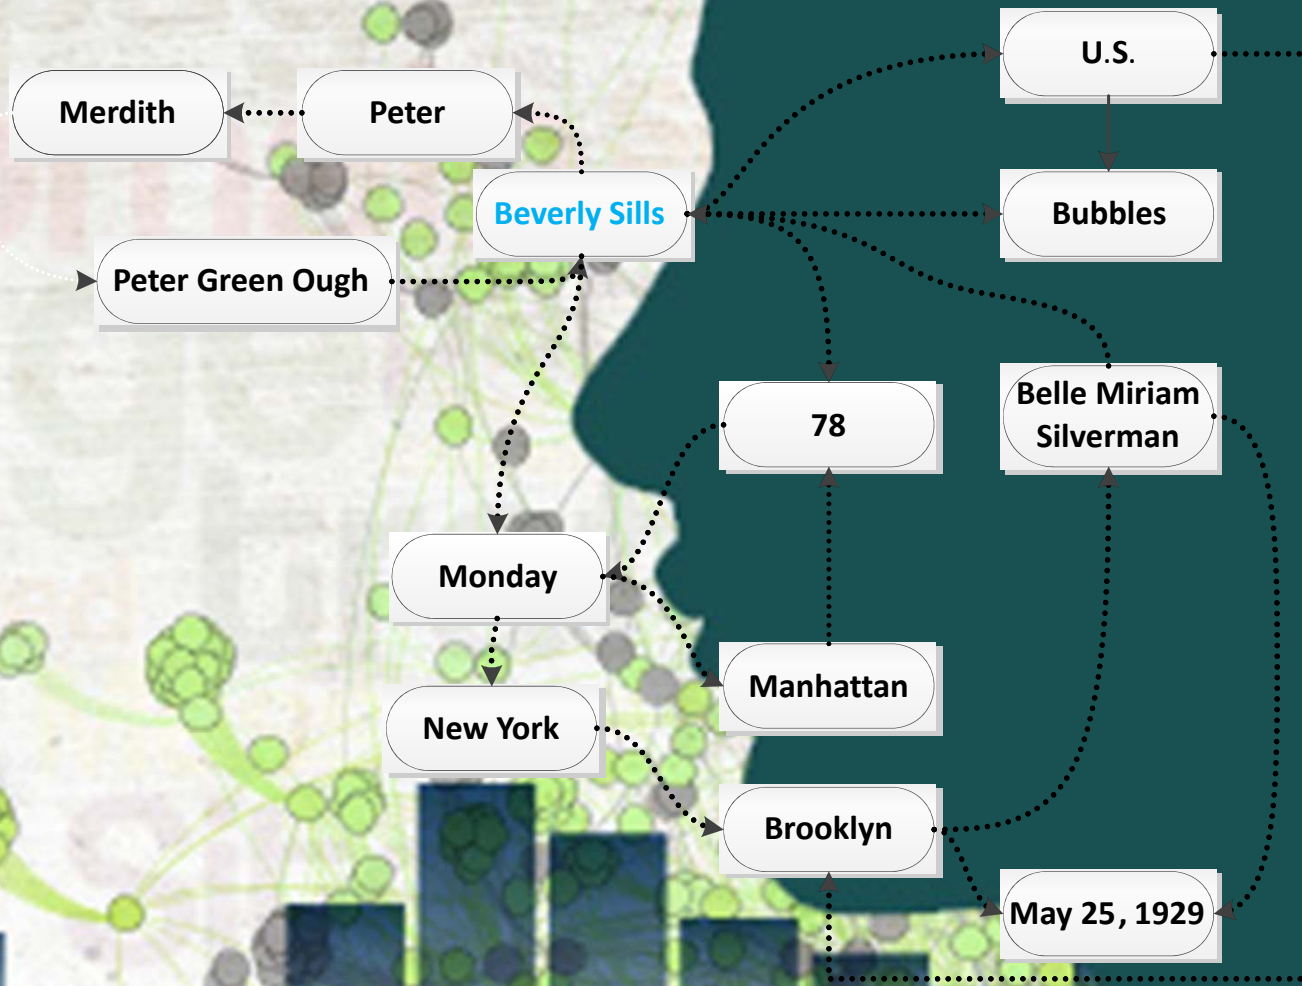 U.S.
Merdith
Peter
Beverly Sills
Bubbles
Peter Green Ough
78
Belle Miriam
Silverman
Monday
Manhattan
New York
Brooklyn
May 25, 1929